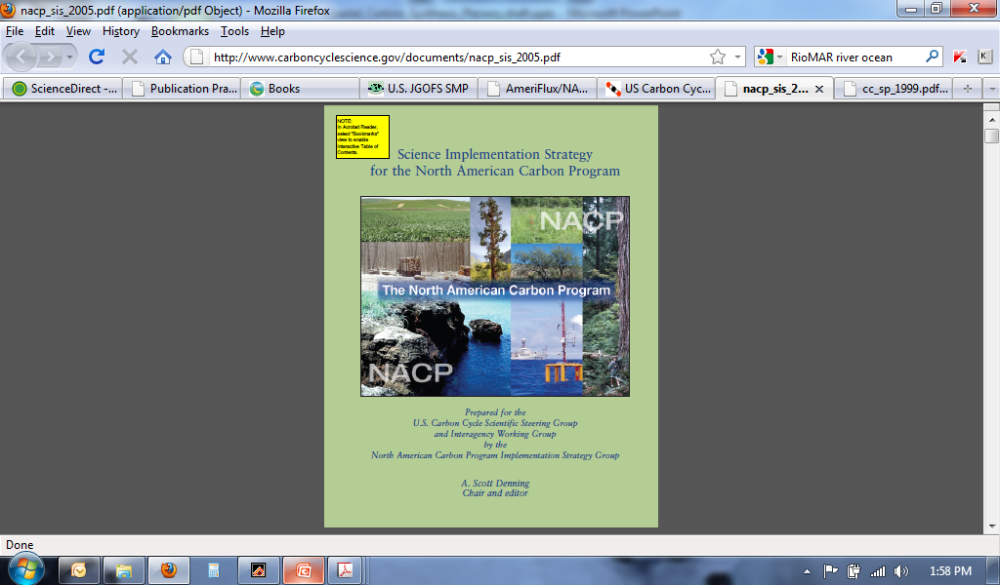 nacp_sis_2005.pdf (application/pdf Object) - Mozilla Firefox
File Edit View History Bookmarks Tools Help
http://www.carboncyclescience.gov/documents/nacp_sis_2005.pdf
RioMAR river ocean
ScienceDirect -...
Publication Pra...
Books
U.S. JGOFS SMP
AmeriFlux/NA...
US Carbon Cyc...
nacp_sis_2...
cc_sp_1999.pdf...
NOTE:
In Acrobat Reader,
select "Bookmarks"
view to enable
Interactive Table of
Contents.
Science Implementation Strategy
for the North American Carbon Program
NACP
The North American Carbon Program
NACP
Prepared for the
U.S. Carbon Cycle Scientific Steering Group
and Interagency Working Group
by the
North American Carbon Program Implementation Strategy Group
A. Scott Denning
Chair and editor
Done
1:58 PM